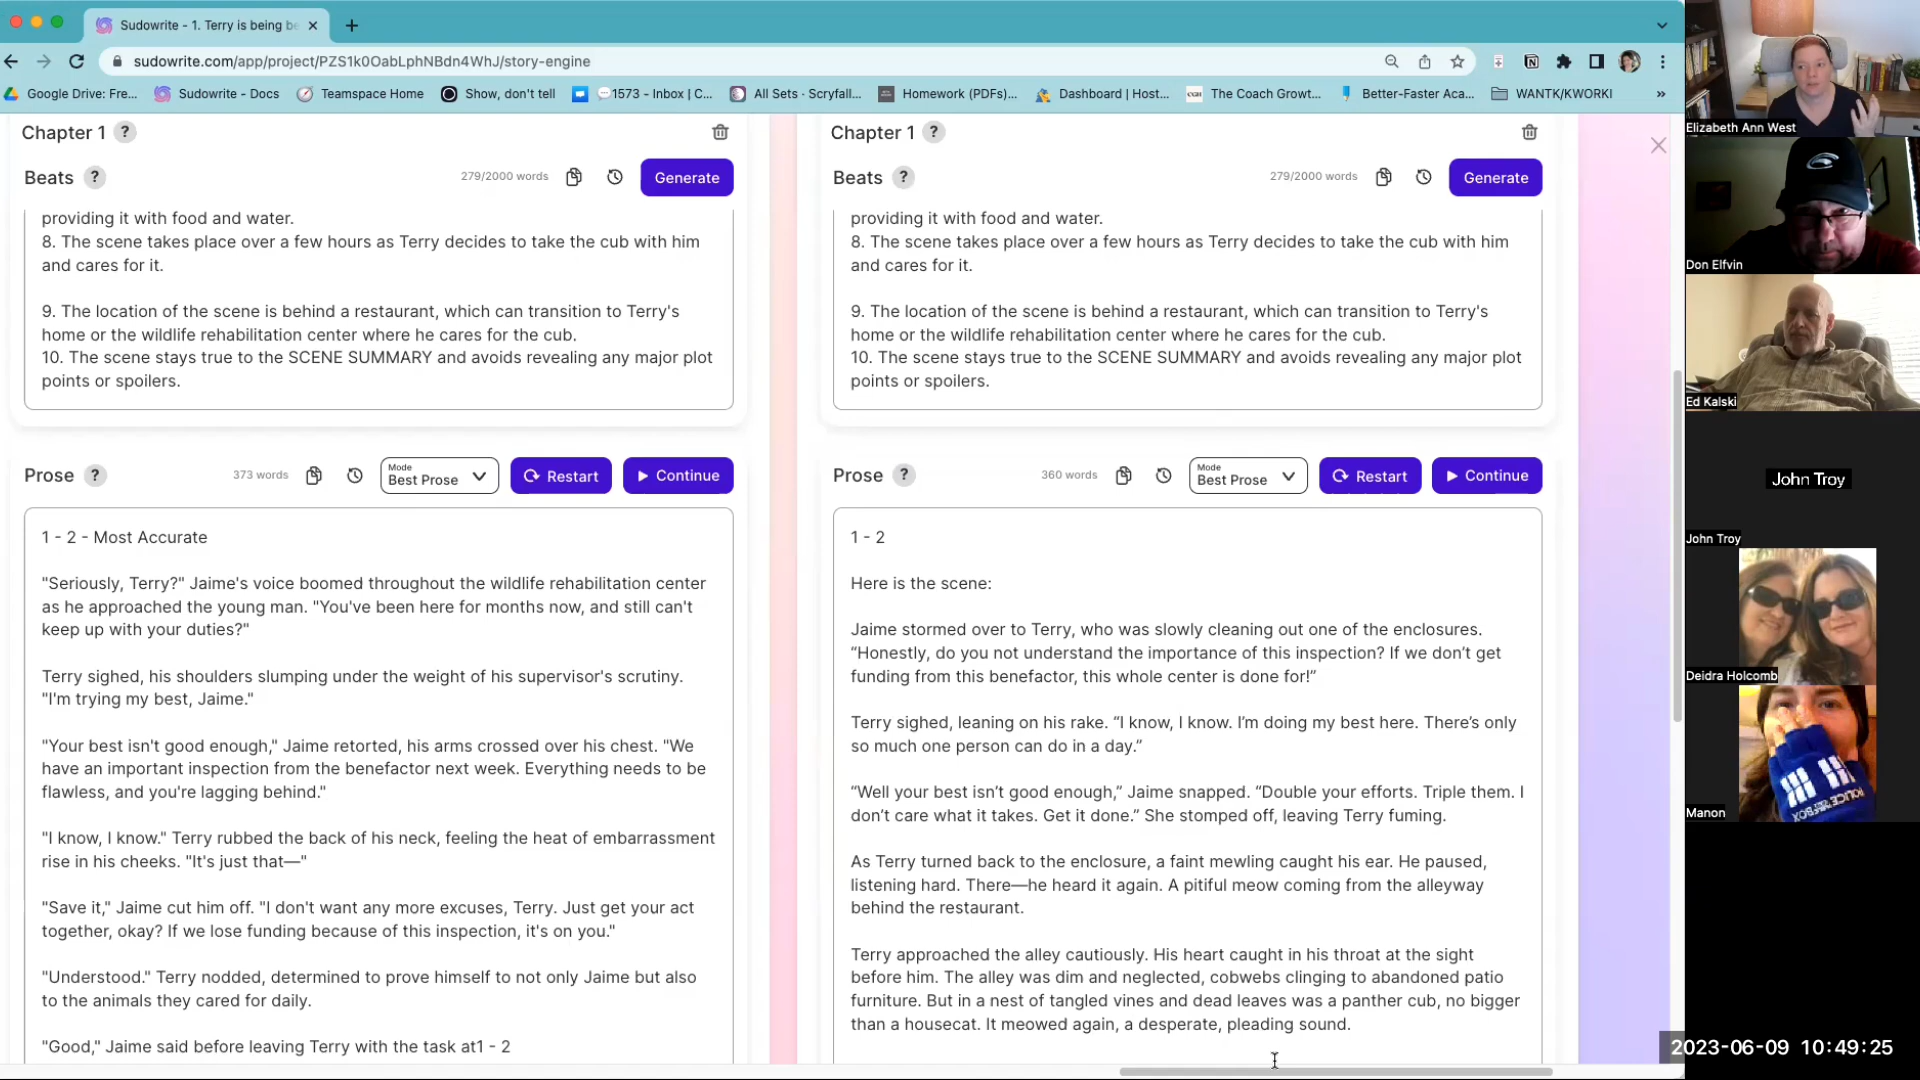 Sudowrite - 1. Terry is being be
sudowrite.com/app/project/PZS1k0OabLphNBdn4WhJ/story-engine
Google Drive: Fre...
Sudowrite - Docs
Teamspace Home
Show, don't tell
1573 - Inbox | C...
All Sets · Scryfall...
Homework (PDFs)...
Dashboard | Host...
The Coach Growt...
Better-Faster Aca...
WANTK/KWORKI
»
Chapter 1 ?
Beats ?
279/2000 words
Generate
providing it with food and water.
8. The scene takes place over a few hours as Terry decides to take the cub with him
and cares for it.
9. The location of the scene is behind a restaurant, which can transition to Terry's
home or the wildlife rehabilitation center where he cares for the cub.
10. The scene stays true to the SCENE SUMMARY and avoids revealing any major plot
points or spoilers.
Prose ?
373 words
Mode
Best Prose
Restart
Continue
1 - 2 - Most Accurate
"Seriously, Terry?" Jaime's voice boomed throughout the wildlife rehabilitation center
as he approached the young man. "You've been here for months now, and still can't
keep up with your duties?"
Terry sighed, his shoulders slumping under the weight of his supervisor's scrutiny.
"I'm trying my best, Jaime."
"Your best isn't good enough," Jaime retorted, his arms crossed over his chest. "We
have an important inspection from the benefactor next week. Everything needs to be
flawless, and you're lagging behind."
"I know, I know." Terry rubbed the back of his neck, feeling the heat of embarrassment
rise in his cheeks. "It's just that—"
"Save it," Jaime cut him off. "I don't want any more excuses, Terry. Just get your act
together, okay? If we lose funding because of this inspection, it's on you."
"Understood." Terry nodded, determined to prove himself to not only Jaime but also
to the animals they cared for daily.
"Good," Jaime said before leaving Terry with the task at1 - 2
Chapter 1 ?
Beats ?
279/2000 words
Generate
providing it with food and water.
8. The scene takes place over a few hours as Terry decides to take the cub with him
and cares for it.
9. The location of the scene is behind a restaurant, which can transition to Terry's
home or the wildlife rehabilitation center where he cares for the cub.
10. The scene stays true to the SCENE SUMMARY and avoids revealing any major plot
points or spoilers.
Prose ?
360 words
Mode
Best Prose
Restart
Continue
1 - 2
Here is the scene:
Jaime stormed over to Terry, who was slowly cleaning out one of the enclosures.
“Honestly, do you not understand the importance of this inspection? If we don’t get
funding from this benefactor, this whole center is done for!”
Terry sighed, leaning on his rake. “I know, I know. I’m doing my best here. There’s only
so much one person can do in a day.”
“Well your best isn’t good enough,” Jaime snapped. “Double your efforts. Triple them. I
don’t care what it takes. Get it done.” She stomped off, leaving Terry fuming.
As Terry turned back to the enclosure, a faint mewling caught his ear. He paused,
listening hard. There—he heard it again. A pitiful meow coming from the alleyway
behind the restaurant.
Terry approached the alley cautiously. His heart caught in his throat at the sight
before him. The alley was dim and neglected, cobwebs clinging to abandoned patio
furniture. But in a nest of tangled vines and dead leaves was a panther cub, no bigger
than a housecat. It meowed again, a desperate, pleading sound.
Elizabeth Ann West
Don Elfvin
Ed Kalski
John Troy
John Troy
Deidra Holcomb
POLICE BOX
Manon
2023-06-09 10:49:25